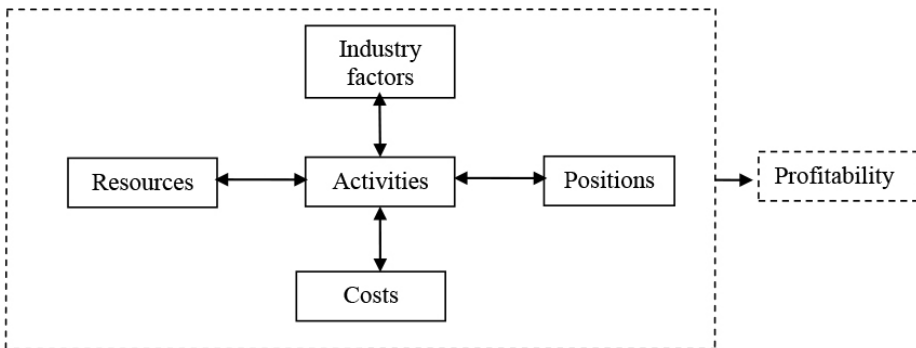 Industry
factors
Resources
Activities
Positions
Profitability
Costs